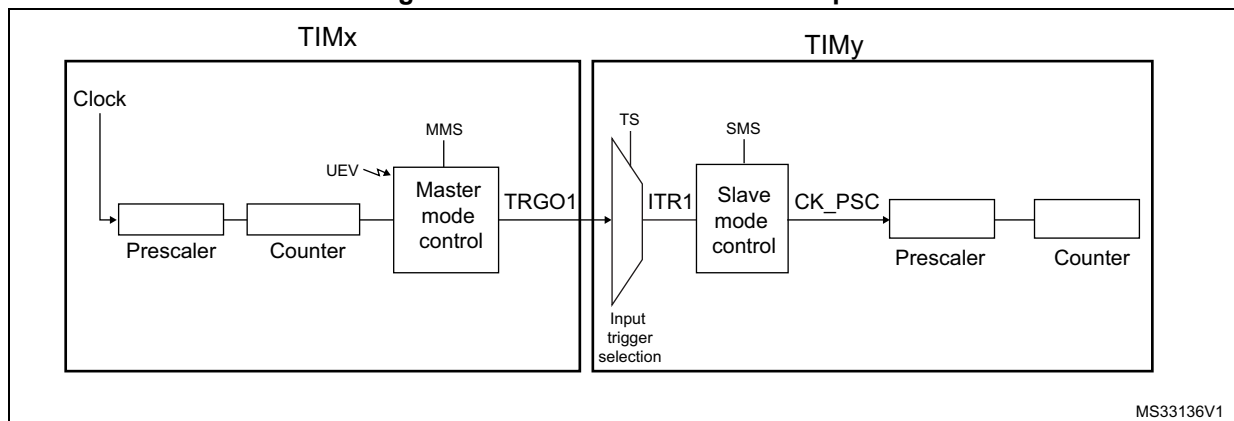 TIMx
TIMy
Clock
MMS
UEV
Master
mode
control
TRGO1
Prescaler
Counter
TS
ITR1
Input
trigger
selection
SMS
Slave
mode
control
CK_PSC
Prescaler
Counter
MS33136V1